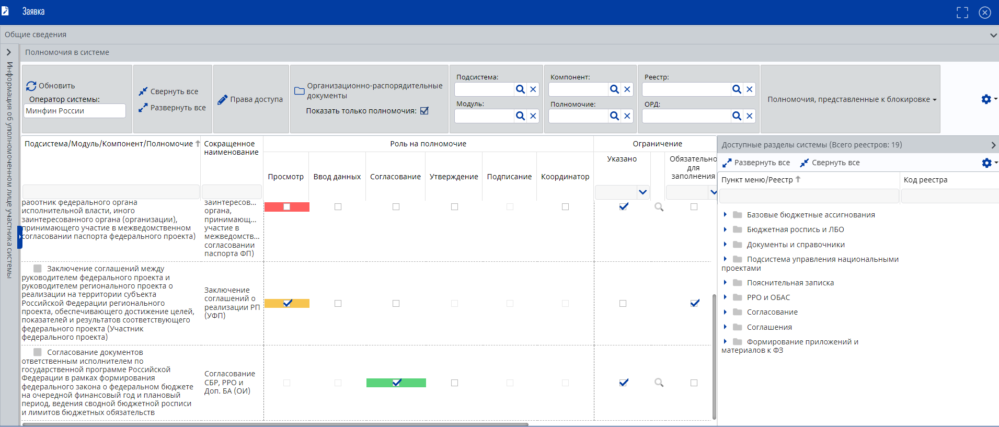 Заявка
Общие сведения
Информация об уполномоченном лице участника системы
Полномочия в системе
Обновить
Оператор системы:
Минфин России
Свернуть все
Развернуть все
Права доступа
Организационно-распорядительные
документы
Показать только полномочия:
Подсистема:
Модуль:
Компонент:
Полномочие:
Реестр:
ОРД:
Полномочия, представленные к блокировке
Подсистема/Модуль/Компонент/Полномочие
Сокращенное
наименование
Роль на полномочие
Просмотр
Ввод данных
Согласование
Утверждение
Подписание
Координатор
Ограничение
Указано
Обязательно
для
заполнения
работник федерального органа
исполнительной власти, иного
заинтересованного органа (организации),
принимающего участие в межведомственном
согласовании паспорта федерального проекта)
заинтересов...
органа,
принимающ...
участие в
межведомств...
согласовании
паспорта ФП)
Заключение соглашений между
руководителем федерального проекта и
руководителем регионального проекта о
реализации на территории субъекта
Российской Федерации регионального
проекта, обеспечивающего достижение целей,
показателей и результатов соответствующего
федерального проекта (Участник
федерального проекта)
Заключение
соглашений о
реализации РП
(УФП)
Согласование документов
ответственным исполнителем по
государственной программе Российской
Федерации в рамках формирования
федерального закона о федеральном бюджете
на очередной финансовый год и плановый
период, ведения сводной бюджетной росписи
и лимитов бюджетных обязательств
Согласование
СБР, РРО и
Доп. БА (ОИ)
Доступные разделы системы (Всего реестров: 19)
Развернуть все
Свернуть все
Пункт меню/Реестр
Код реестра
Базовые бюджетные ассигнования
Бюджетная роспись и ЛБО
Документы и справочники
Подсистема управления национальными
проектами
Пояснительная записка
РРО и ОБАС
Согласование
Соглашения
Формирование приложений и
материалов к ФЗ